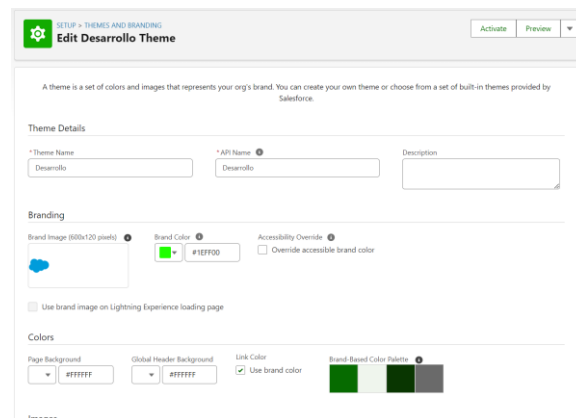 SETUP > THEMES AND BRANDING
Edit Desarrollo Theme
Activate Preview
A theme is a set of colors and images that represents your org's brand. You can create your own theme or choose from a set of built-in themes provided by
Salesforce.
Theme Details
* Theme Name * API Name Description
Desarrollo Desarrollo
Branding
Brand Image (600x120 pixels) Brand Color Accessibility Override
#1EFF00 Override accessible brand color
Use brand image on Lightning Experience loading page
Colors
Page Background Global Header Background Link Color Brand-Based Color Palette
#FFFFFF #FFFFFF Use brand color
Images